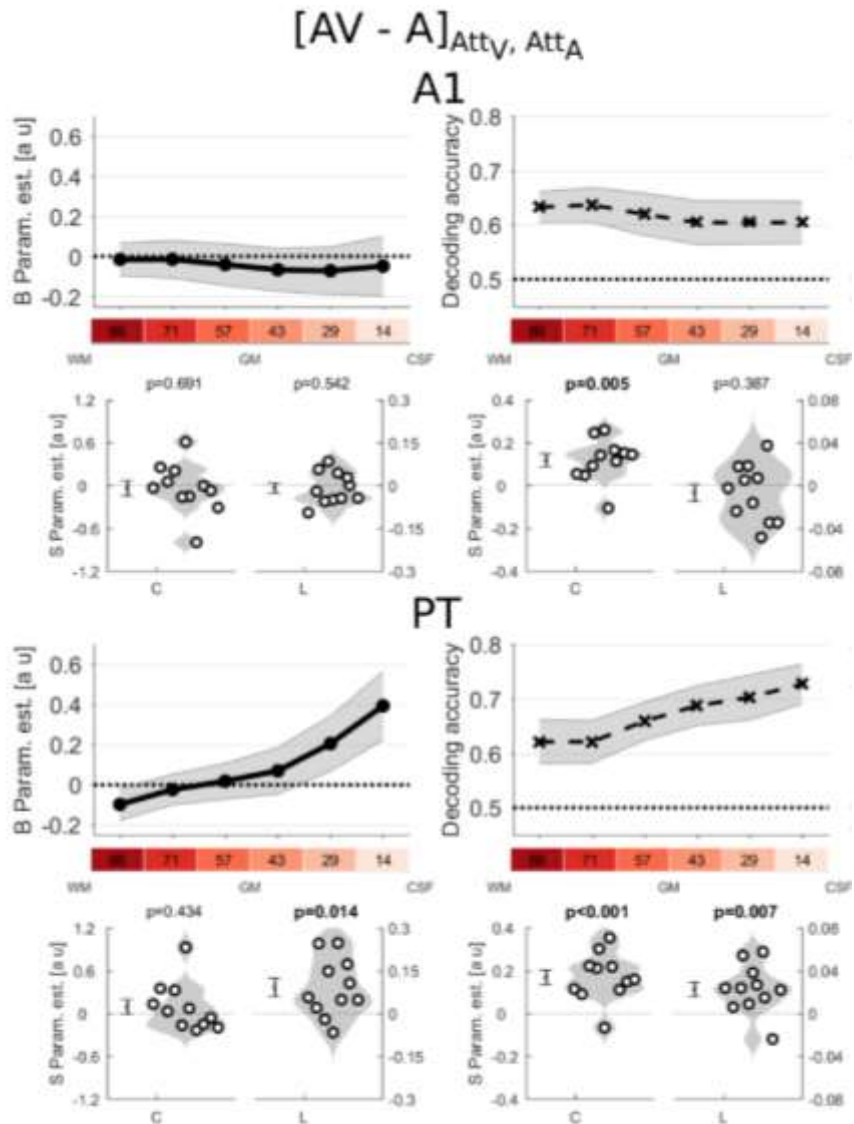 [AV - A]AttV, AttA
A1
B Param. est. [a u]
0.6
0.4
0.2
0
-0.2
71 57 43 29 14
WM GM CSF
Decoding accuracy
0.8
0.7
0.6
0.5
71 57 43 29 14
WM GM CSF
p=0.691 p=0.542
S Param. est. [a u]
1.2
0.6
0
-0.6
-1.2
0.3
0.15
0
-0.15
-0.3
C L
p=0.005 p=0.367
S Param. est. [a u]
0.4
0.2
0
-0.2
-0.4
0.08
0.04
0
-0.04
-0.08
C L
PT
B Param. est. [a u]
0.6
0.4
0.2
0
-0.2
71 57 43 29 14
WM GM CSF
Decoding accuracy
0.8
0.7
0.6
0.5
71 57 43 29 14
WM GM CSF
p=0.434 p=0.014
S Param. est. [a u]
1.2
0.6
0
-0.6
-1.2
0.3
0.15
0
-0.15
-0.3
C L
p<0.001 p=0.007
S Param. est. [a u]
0.4
0.2
0
-0.2
-0.4
0.08
0.04
0
-0.04
-0.08
C L